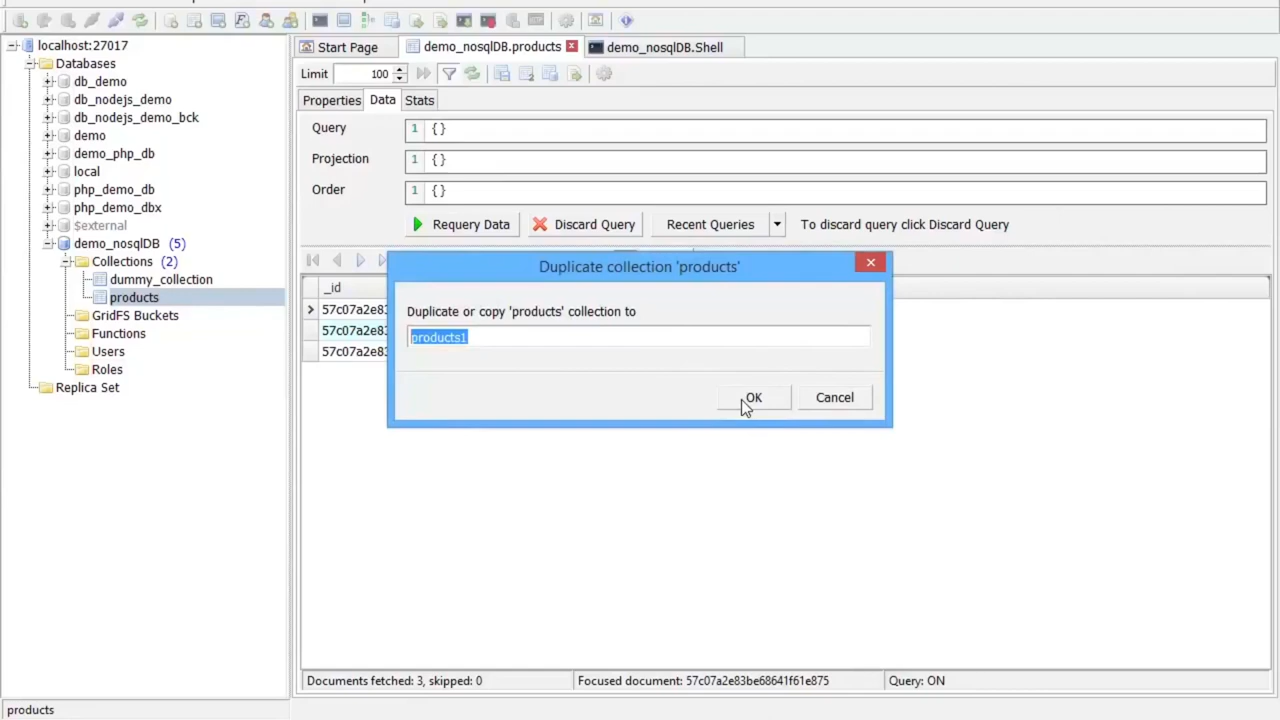 localhost:27017
Databases
db_demo
db_nodejs_demo
db_nodejs_demo_bck
demo
demo_php_db
local
php_demo_db
php_demo_dbx
$external
demo_nosqlDB (5)
Collections (2)
dummy_collection
products
GridFS Buckets
Functions
Users
Roles
Replica Set
products
Start Page
demo_nosqlDB.products
demo_nosqlDB.Shell
Limit 100
Properties Data Stats
Query 1 {}
Projection 1 {}
Order 1 {}
Requery Data Discard Query Recent Queries To discard query click Discard Query
_id
57c07a2e83
57c07a2e83
57c07a2e83
Duplicate collection 'products'
Duplicate or copy 'products' collection to
products1
OK Cancel
Documents fetched: 3, skipped: 0 Focused document: 57c07a2e83be68641f61e875 Query: ON